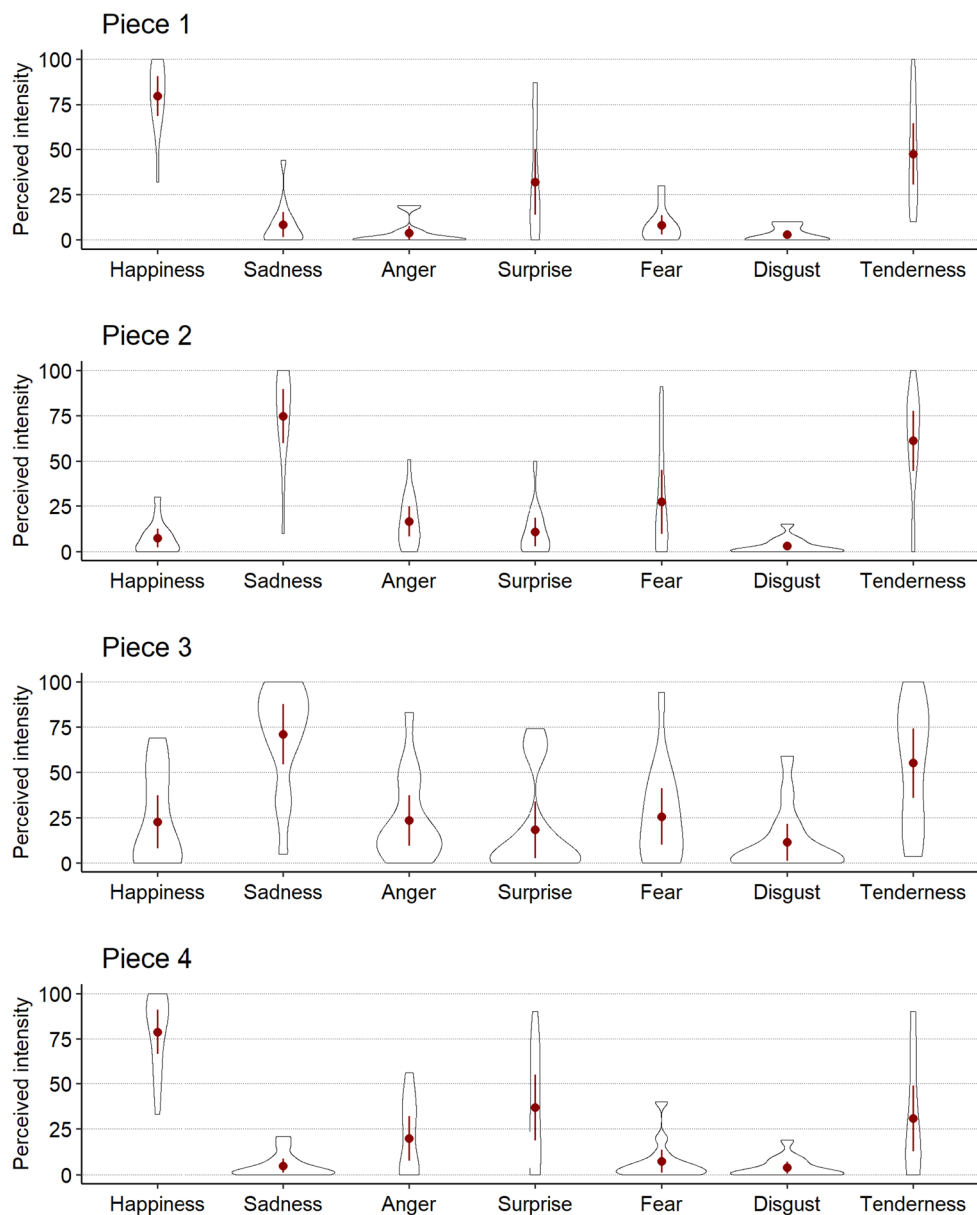 Piece 1
Perceived intensity
100
75
50
25
0
Happiness Sadness Anger Surprise Fear Disgust Tenderness
Piece 2
Perceived intensity
100
75
50
25
0
Happiness Sadness Anger Surprise Fear Disgust Tenderness
Piece 3
Perceived intensity
100
75
50
25
0
Happiness Sadness Anger Surprise Fear Disgust Tenderness
Piece 4
Perceived intensity
100
75
50
25
0
Happiness Sadness Anger Surprise Fear Disgust Tenderness